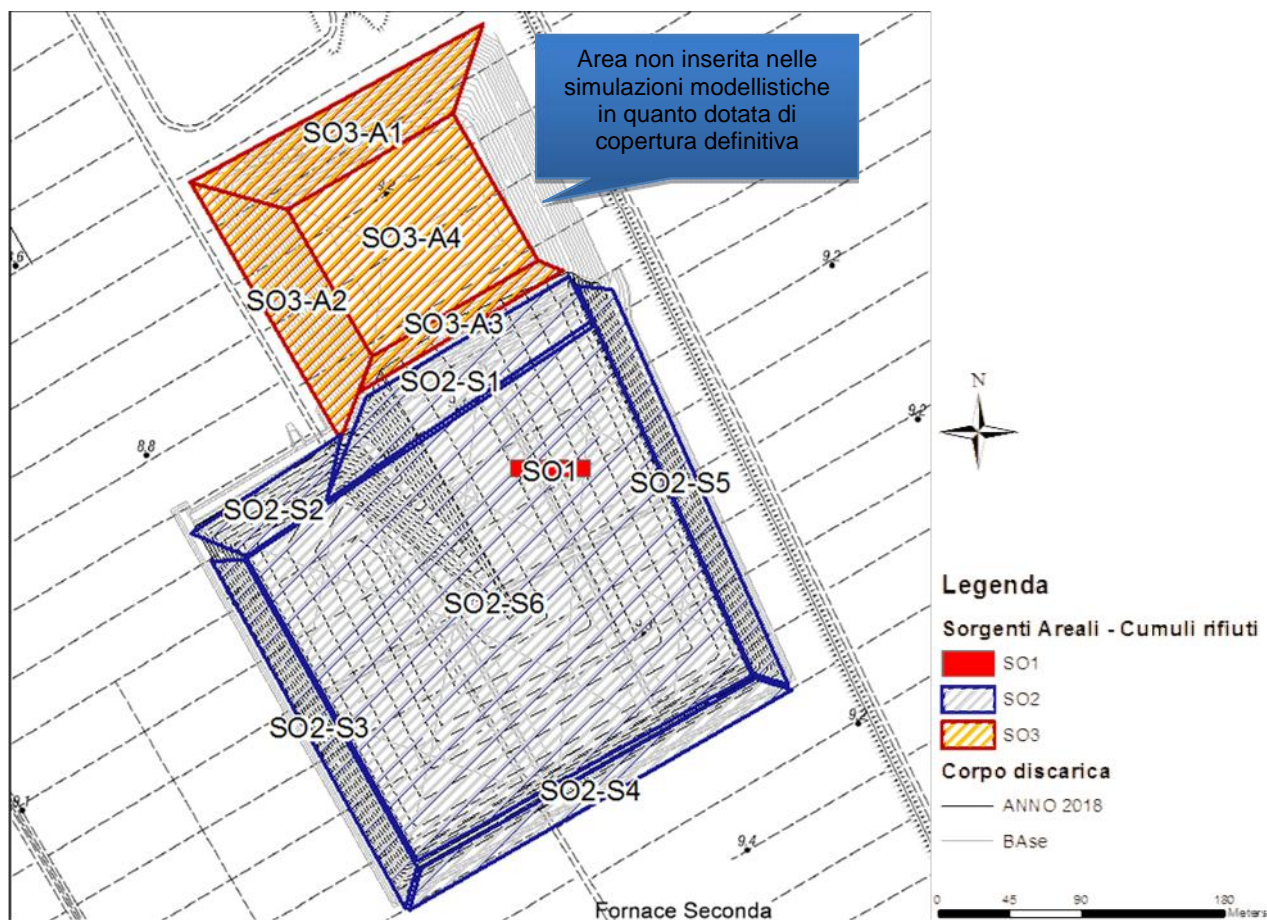 Area non inserita nelle
simulazioni modellistiche
in quanto dotata di
copertura definitiva
SO3-A1
9.2
SO3-A4
SO3-A2
SO3-A3
9.2
SO2-S1
9.2
8.8
SO1
SO2-S5
SO2-S2
N
SO2-S6
SO2-S3
SO2-S4
9.1
9.4
Fornace Seconda
Legenda
Sorgenti Areali - Cumuli rifiuti
SO1
SO2
SO3
Corpo discarica
ANNO 2018
BAse
0 45 90 180
Meters